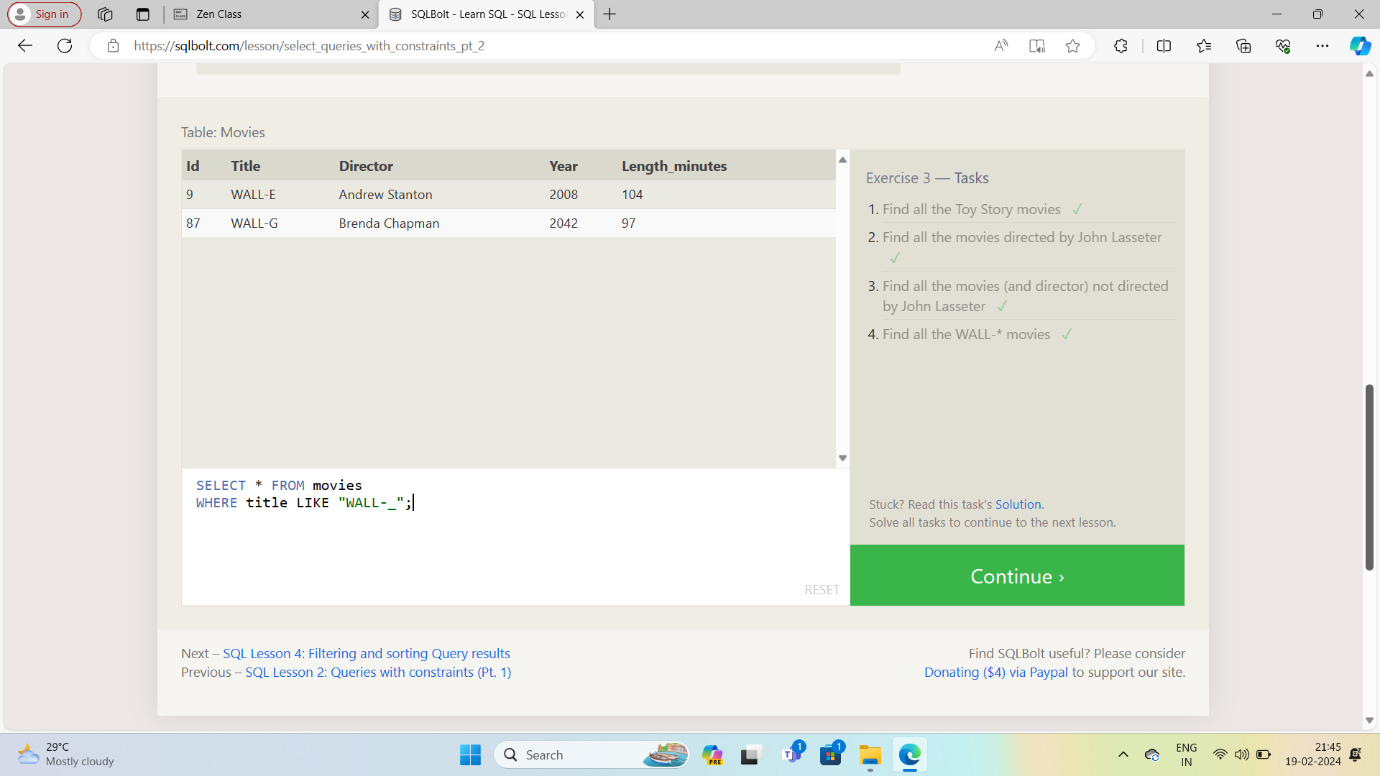 Sign in
Zen Class
SQLBolt - Learn SQL - SQL Lesso
https://sqlbolt.com/lesson/select_queries_with_constraints_pt_2
Table: Movies
Id Title Director Year Length_minutes
9 WALL-E Andrew Stanton 2008 104
87 WALL-G Brenda Chapman 2042 97
Exercise 3 — Tasks
1. Find all the Toy Story movies ✓
2. Find all the movies directed by John Lasseter
✓
3. Find all the movies (and director) not directed
by John Lasseter ✓
4. Find all the WALL-* movies ✓
SELECT * FROM movies
WHERE title LIKE "WALL-_";
RESET
Stuck? Read this task's Solution.
Solve all tasks to continue to the next lesson.
Continue ›
Next – SQL Lesson 4: Filtering and sorting Query results
Previous – SQL Lesson 2: Queries with constraints (Pt. 1)
Find SQLBolt useful? Please consider
Donating ($4) via Paypal to support our site.
29°C
Mostly cloudy
Search
PRE
1
1
ENG
IN
21:45
19-02-2024